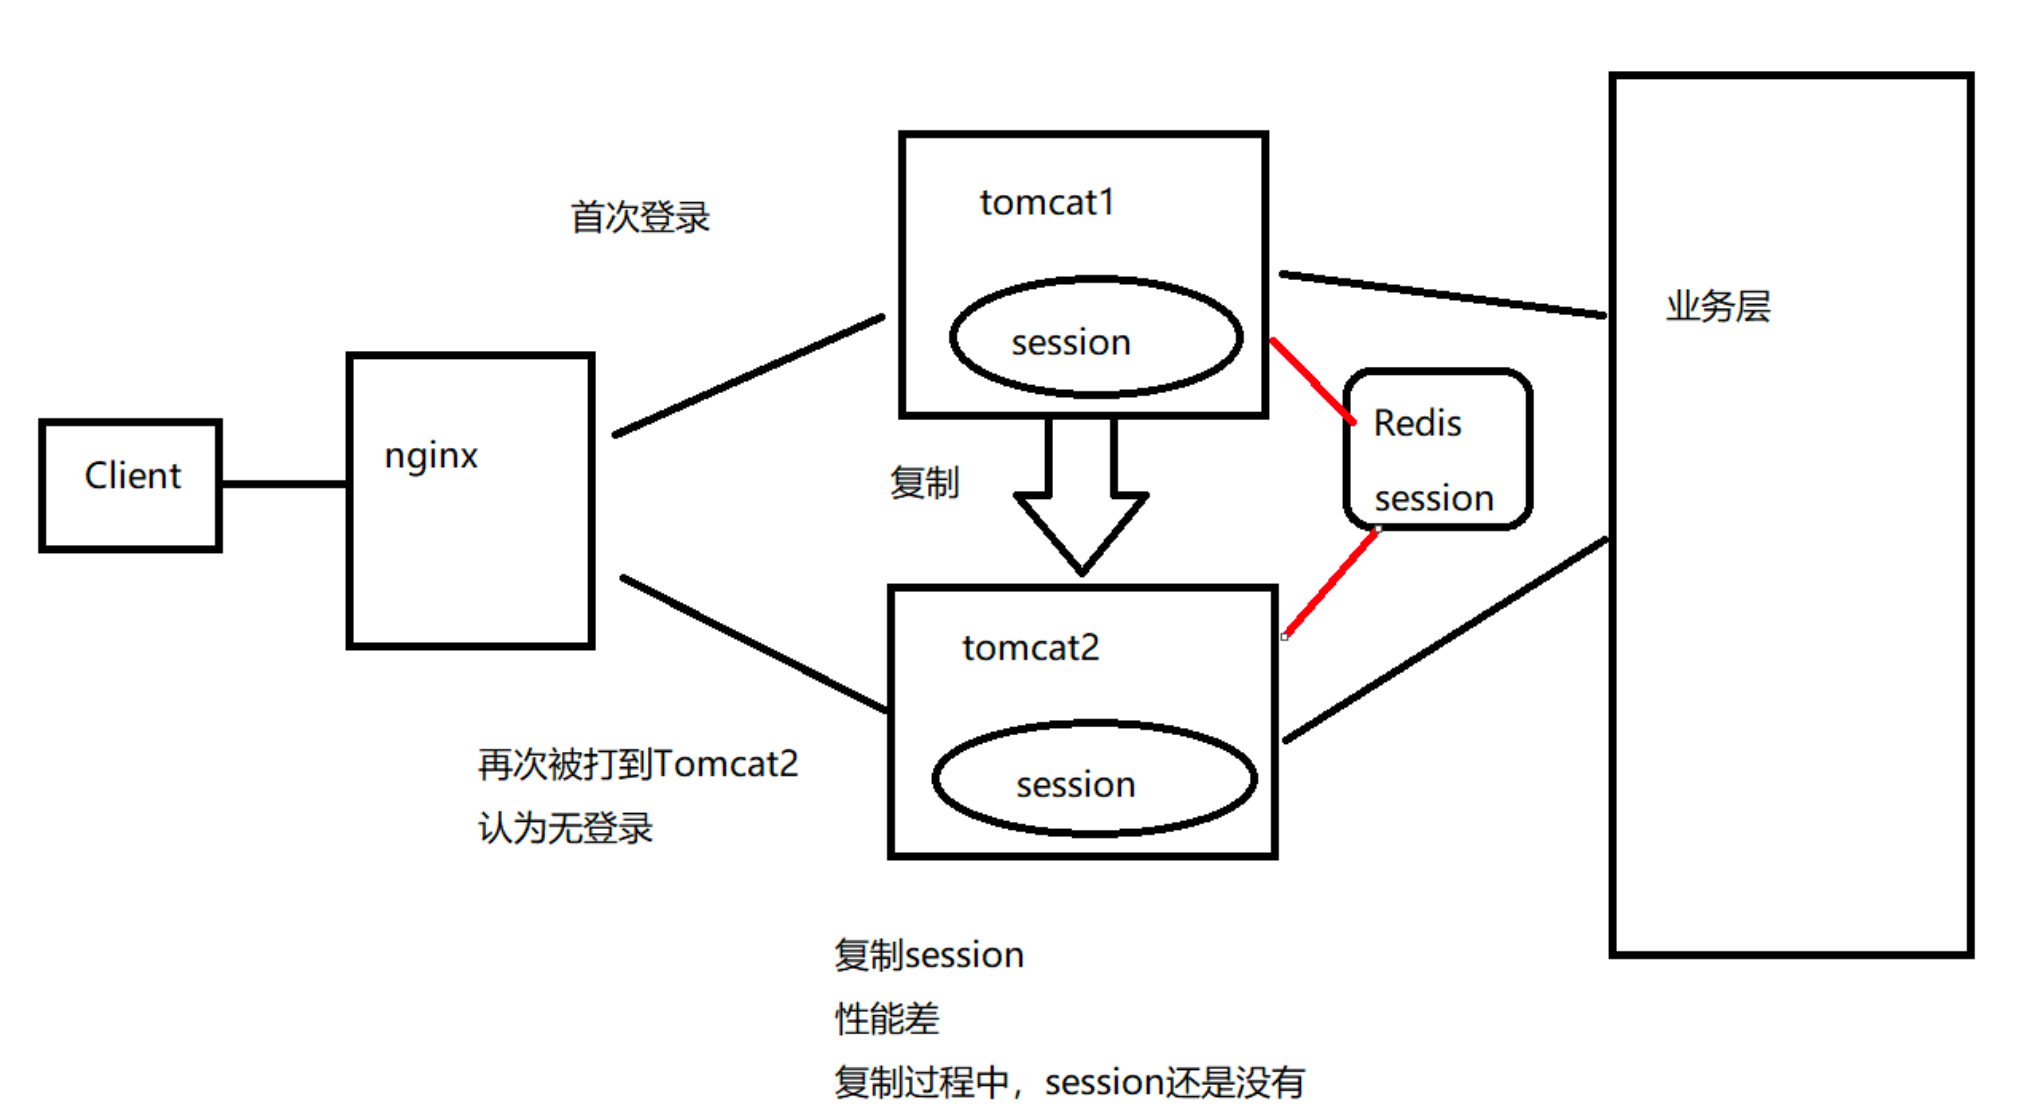 首次登录
tomcat1
session
业务层
Client
nginx
复制
Redis
session
tomcat2
session
再次被打到Tomcat2
认为无登录
复制session
性能差
复制过程中，session还是没有